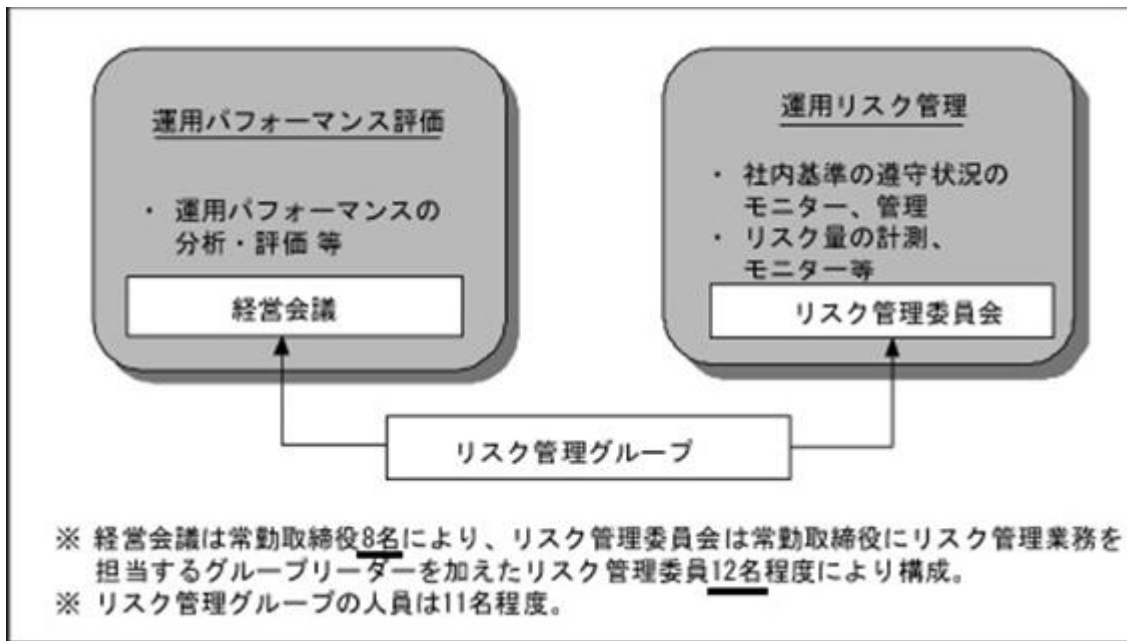 運用パフォーマンス評価
・ 運用パフォーマンスの
分析・評価 等
経営会議
運用リスク管理
・ 社内基準の遵守状況の
モニター、管理
・ リスク量の計測、
モニター等
リスク管理委員会
リスク管理グループ
※ 経営会議は常勤取締役8名により、リスク管理委員会は常勤取締役にリスク管理業務を
担当するグループリーダーを加えたリスク管理委員12名程度により構成。
※ リスク管理グループの人員は11名程度。